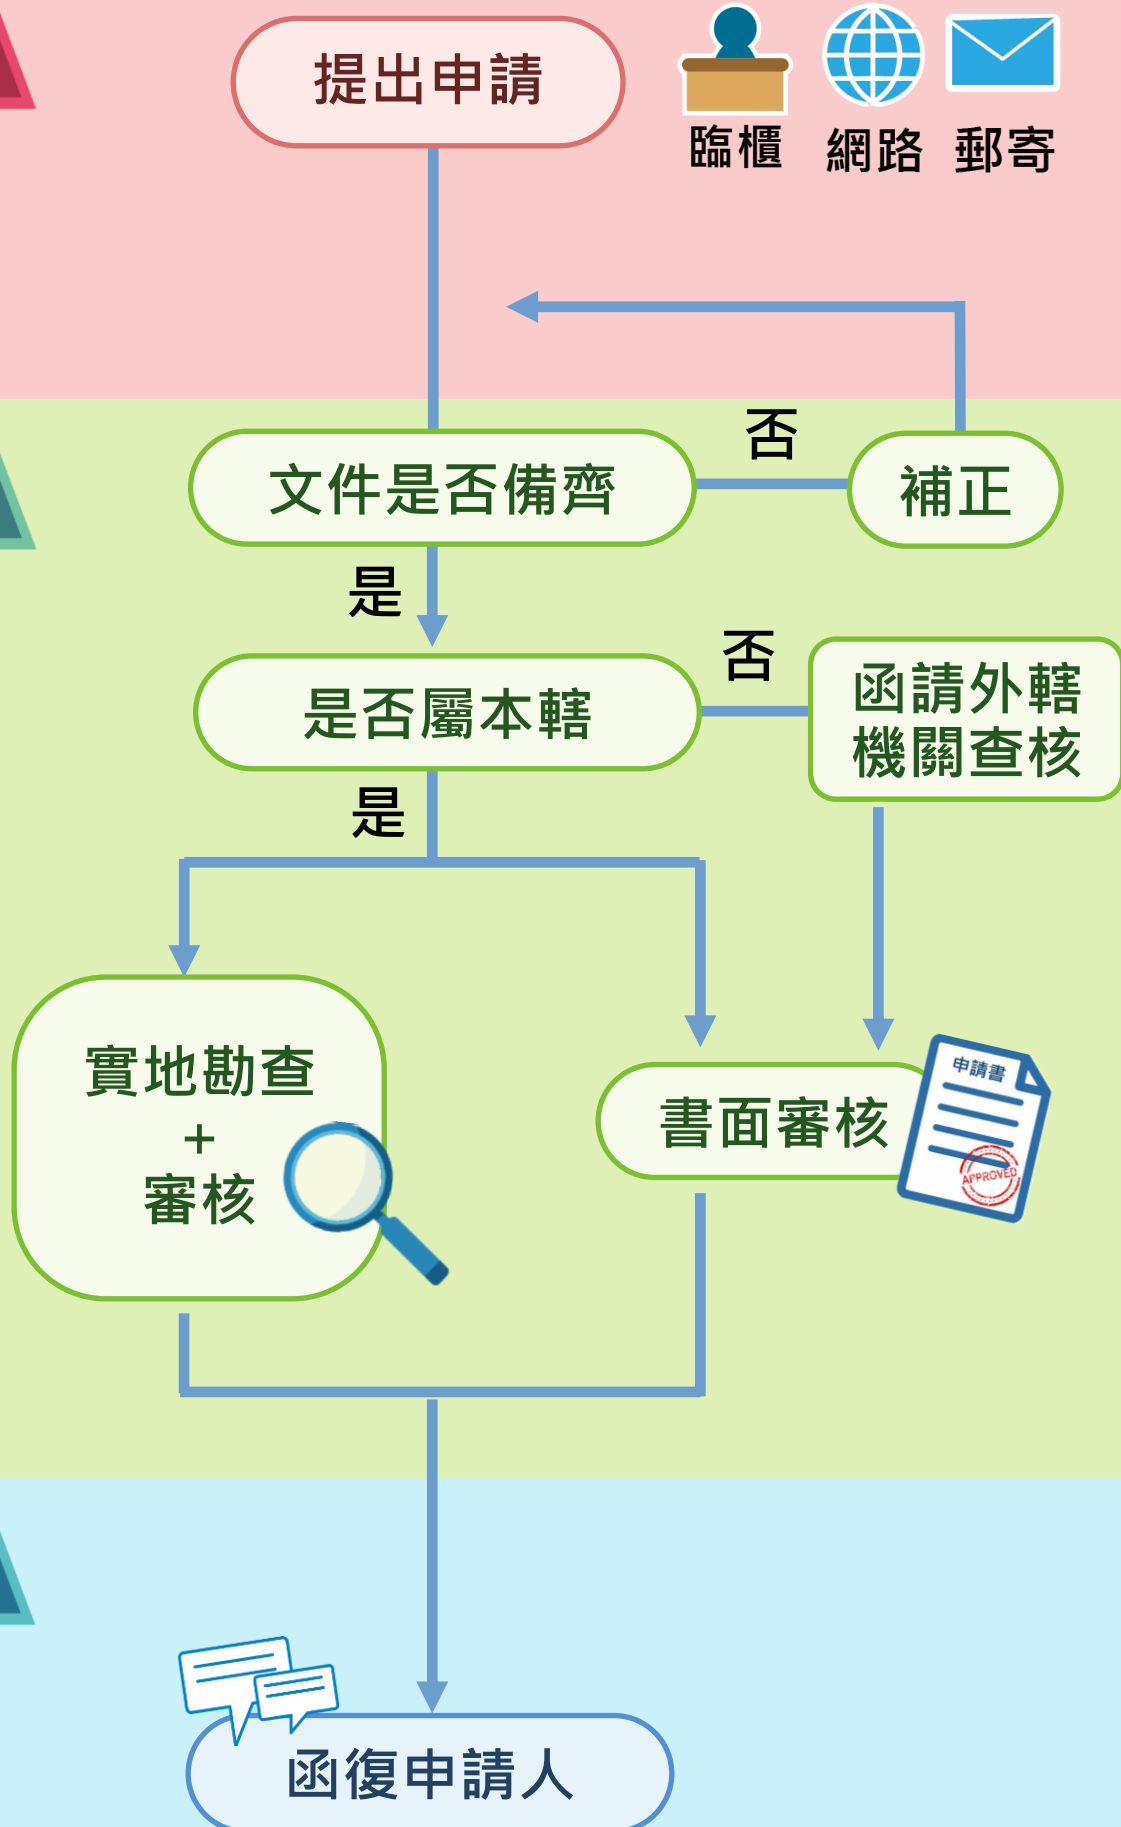 提出申請
臨櫃
網路
郵寄
否
文件是否備齊
補正
是
否
是否屬本轄
函請外轄
機關查核
是
實地勘查
+
審核
書面審核
申請書
APPROVED
函復申請人